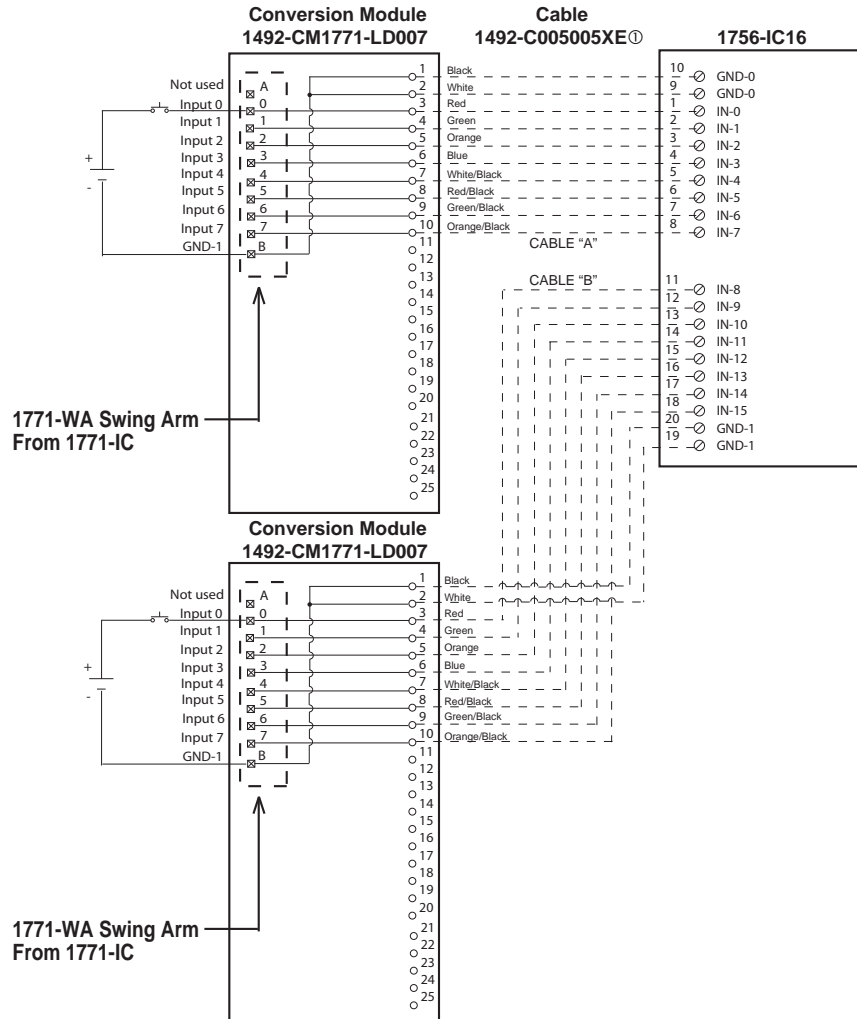 Conversion Module
1492-CM1771-LD007
Cable
1492-C005005XE①
1756-IC16
Not used
Input 0
Input 1
Input 2
Input 3
Input 4
Input 5
Input 6
Input 7
GND-1
+
-
A
0
1
2
3
4
5
6
7
B
1 Black
2 White
3 Red
4 Green
5 Orange
6 Blue
7 White/Black
8 Red/Black
9 Green/Black
10 Orange/Black
11
12
13
14
15
16
17
18
19
20
21
22
23
24
25
CABLE "A"
CABLE "B"
10 GND-0
9 GND-0
1 IN-0
2 IN-1
3 IN-2
4 IN-3
5 IN-4
6 IN-5
7 IN-6
8 IN-7
11 IN-8
12 IN-9
13 IN-10
14 IN-11
15 IN-12
16 IN-13
17 IN-14
18 IN-15
20 GND-1
19 GND-1
1771-WA Swing Arm
From 1771-IC
Conversion Module
1492-CM1771-LD007
Not used
Input 0
Input 1
Input 2
Input 3
Input 4
Input 5
Input 6
Input 7
GND-1
+
-
A
0
1
2
3
4
5
6
7
B
1 Black
2 White
3 Red
4 Green
5 Orange
6 Blue
7 White/Black
8 Red/Black
9 Green/Black
10 Orange/Black
11
12
13
14
15
16
17
18
19
20
21
22
23
24
25
1771-WA Swing Arm
From 1771-IC